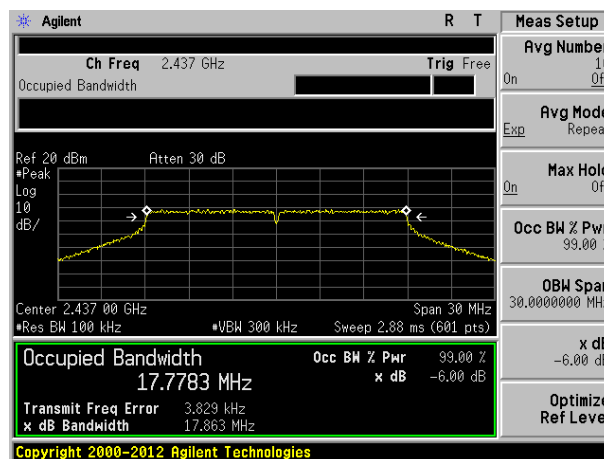 Agilent R T Meas Setup
Avg Number
On
Ch Freq 2.437 GHz Trig Free
Occupied Bandwidth
Avg Mode
Exp Repea
Ref 20 dBm Atten 30 dB
#Peak
Log
10
dB/
Max Hold
On
Occ BW % Pwr
99.00
Center 2.437 00 GHz Span 30 MHz
#Res BW 100 kHz #VBW 300 kHz Sweep 2.88 ms (601 pts)
OBW Span
30.0000000 MH
Occupied Bandwidth Occ BW % Pwr 99.00 %
17.7783 MHz x dB -6.00 dB
Transmit Freq Error 3.829 kHz
x dB Bandwidth 17.863 MHz
x dB
-6.00 dB
Optimize
Ref Level
Copyright 2000-2012 Agilent Technologies